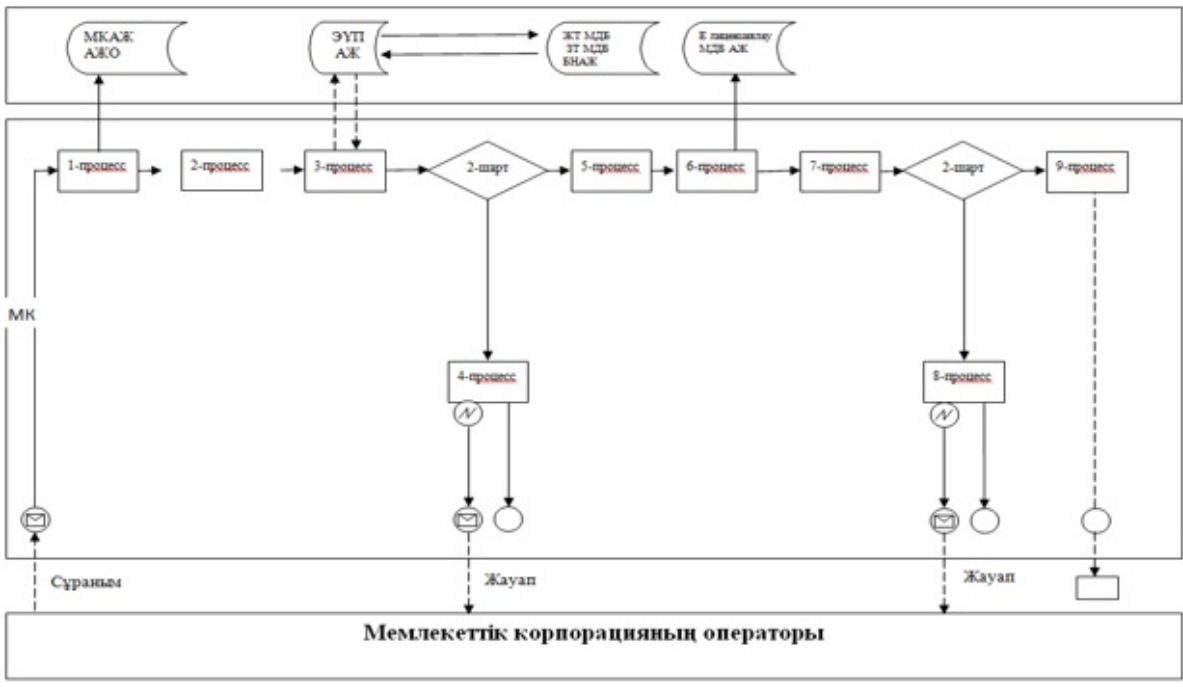 МКАЖ
АЖО
ЭҮП
АЖ
ЖТ МДБ
ЗТ МДБ
БНАЖ
Е лицензиялау
МДБ АЖ
1-процесс
2-процесс
3-процесс
2-шарт
5-процесс
6-процесс
7-процесс
2-шарт
9-процесс
МК
4-процесс
8-процесс
Сұраным
Жауап
Жауап
Мемлекеттік корпорацияның операторы